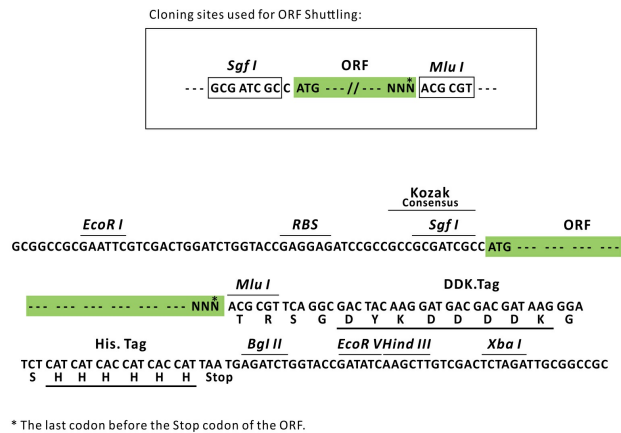 Cloning sites used for ORF Shuttling:
Sgf I ORF Mlu I
--- GCG ATC GC C ATG ---//--- NNN* ACG CGT ---
Kozak
Consensus
EcoR I RBS Sgf I ORF
GCGGCCGCGAATTCGTCGACTGGATCTGGTACCGAGGAGATCCGCCGCCGCGATCGCC ATG --- --- --- ---
Mlu I DDK.Tag
--- --- --- --- --- --- NNN* ACG CGT TCA GGC GAC TAC AAG GAT GAC GAC GAT AAG GGA
T R S G D Y K D D D D K G
His. Tag Bgl II EcoR V Hind III Xba I
TCT CAT CAT CAC CAT CAC CAT TAA TGAGATCTGGTACCGATATCAAGCTTGTCGACTCTAGATTGCGGCCGC
S H H H H H H Stop
* The last codon before the Stop codon of the ORF.